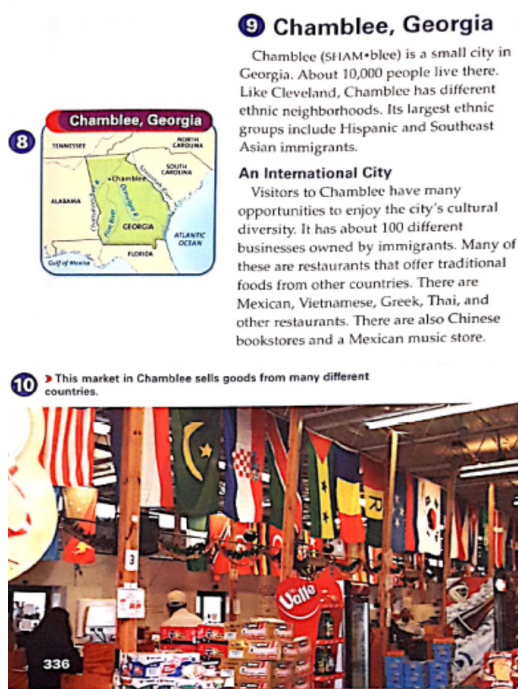 9 Chamblee, Georgia
Chamblee (SHAM•blee) is a small city in
Georgia. About 10,000 people live there.
Like Cleveland, Chamblee has different
ethnic neighborhoods. Its largest ethnic
groups include Hispanic and Southeast
Asian immigrants.
An International City
Visitors to Chamblee have many
opportunities to enjoy the city's cultural
diversity. It has about 100 different
businesses owned by immigrants. Many of
these are restaurants that offer traditional
foods from other countries. There are
Mexican, Vietnamese, Greek, Thai, and
other restaurants. There are also Chinese
bookstores and a Mexican music store.
8
Chamblee, Georgia
TENNESSEE
NORTH
CAROLINA
SOUTH
CAROLINA
Chamblee
ALABAMA
GEORGIA
ATLANTIC
OCEAN
FLORIDA
Gulf of Mexico
10 This market in Chamblee sells goods from many different
countries.
R
3
Valle
336